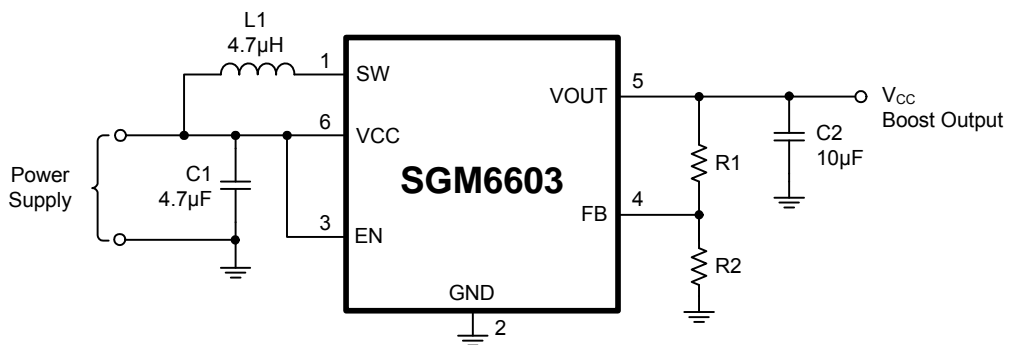 L1
4.7µH
1
SW
5
VOUT
V_CC
Boost Output
6
VCC
C2
10µF
R1
Power
Supply
C1
4.7µF
SGM6603
4
FB
3
EN
R2
GND
2